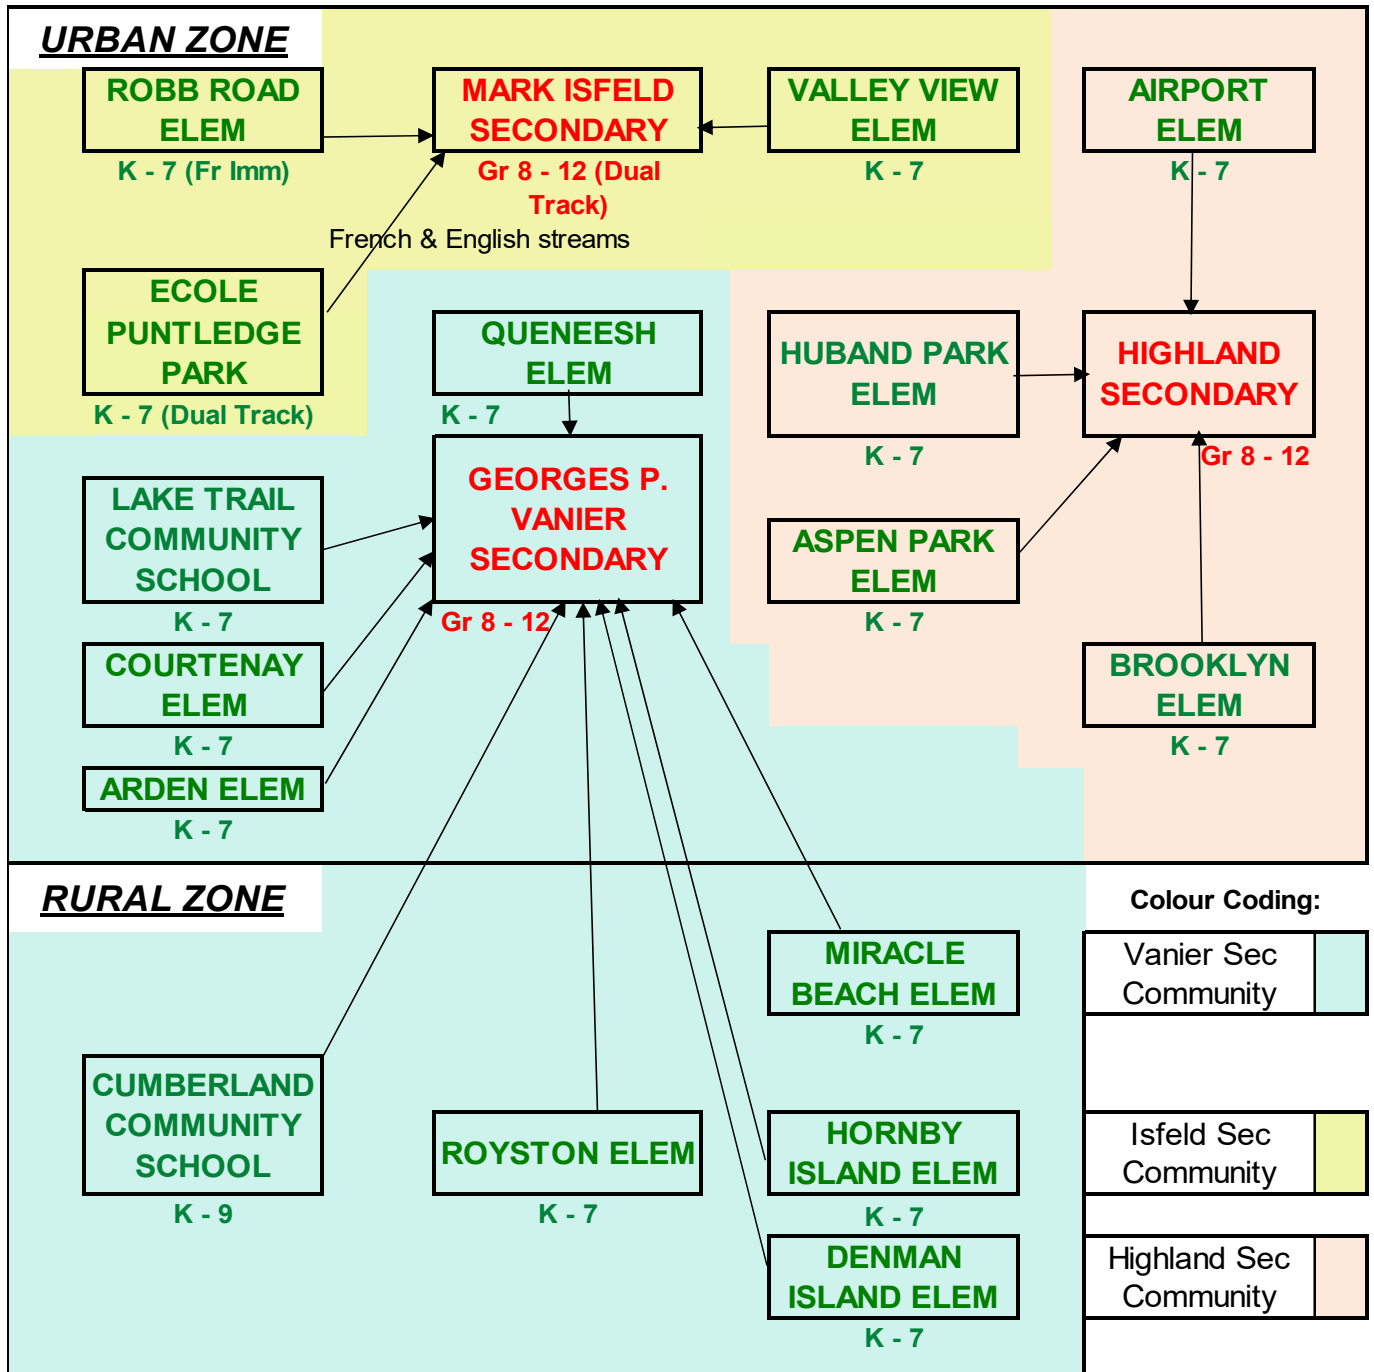 URBAN ZONE
ROBB ROAD
ELEM
K - 7 (Fr Imm)
MARK ISFELD
SECONDARY
Gr 8 - 12 (Dual
Track)
French & English streams
VALLEY VIEW
ELEM
K - 7
AIRPORT
ELEM
K - 7
ECOLE
PUNTLEDGE
PARK
K - 7 (Dual Track)
QUENEESH
ELEM
K - 7
HUBAND PARK
ELEM
K - 7
HIGHLAND
SECONDARY
Gr 8 - 12
LAKE TRAIL
COMMUNITY
SCHOOL
K - 7
GEORGES P.
VANIER
SECONDARY
Gr 8 - 12
ASPEN PARK
ELEM
K - 7
COURTENAY
ELEM
K - 7
BROOKLYN
ELEM
K - 7
ARDEN ELEM
K - 7
RURAL ZONE
Colour Coding:
MIRACLE
BEACH ELEM
K - 7
Vanier Sec
Community
CUMBERLAND
COMMUNITY
SCHOOL
K - 9
ROYSTON ELEM
K - 7
HORNBY
ISLAND ELEM
K - 7
Isfeld Sec
Community
DENMAN
ISLAND ELEM
K - 7
Highland Sec
Community